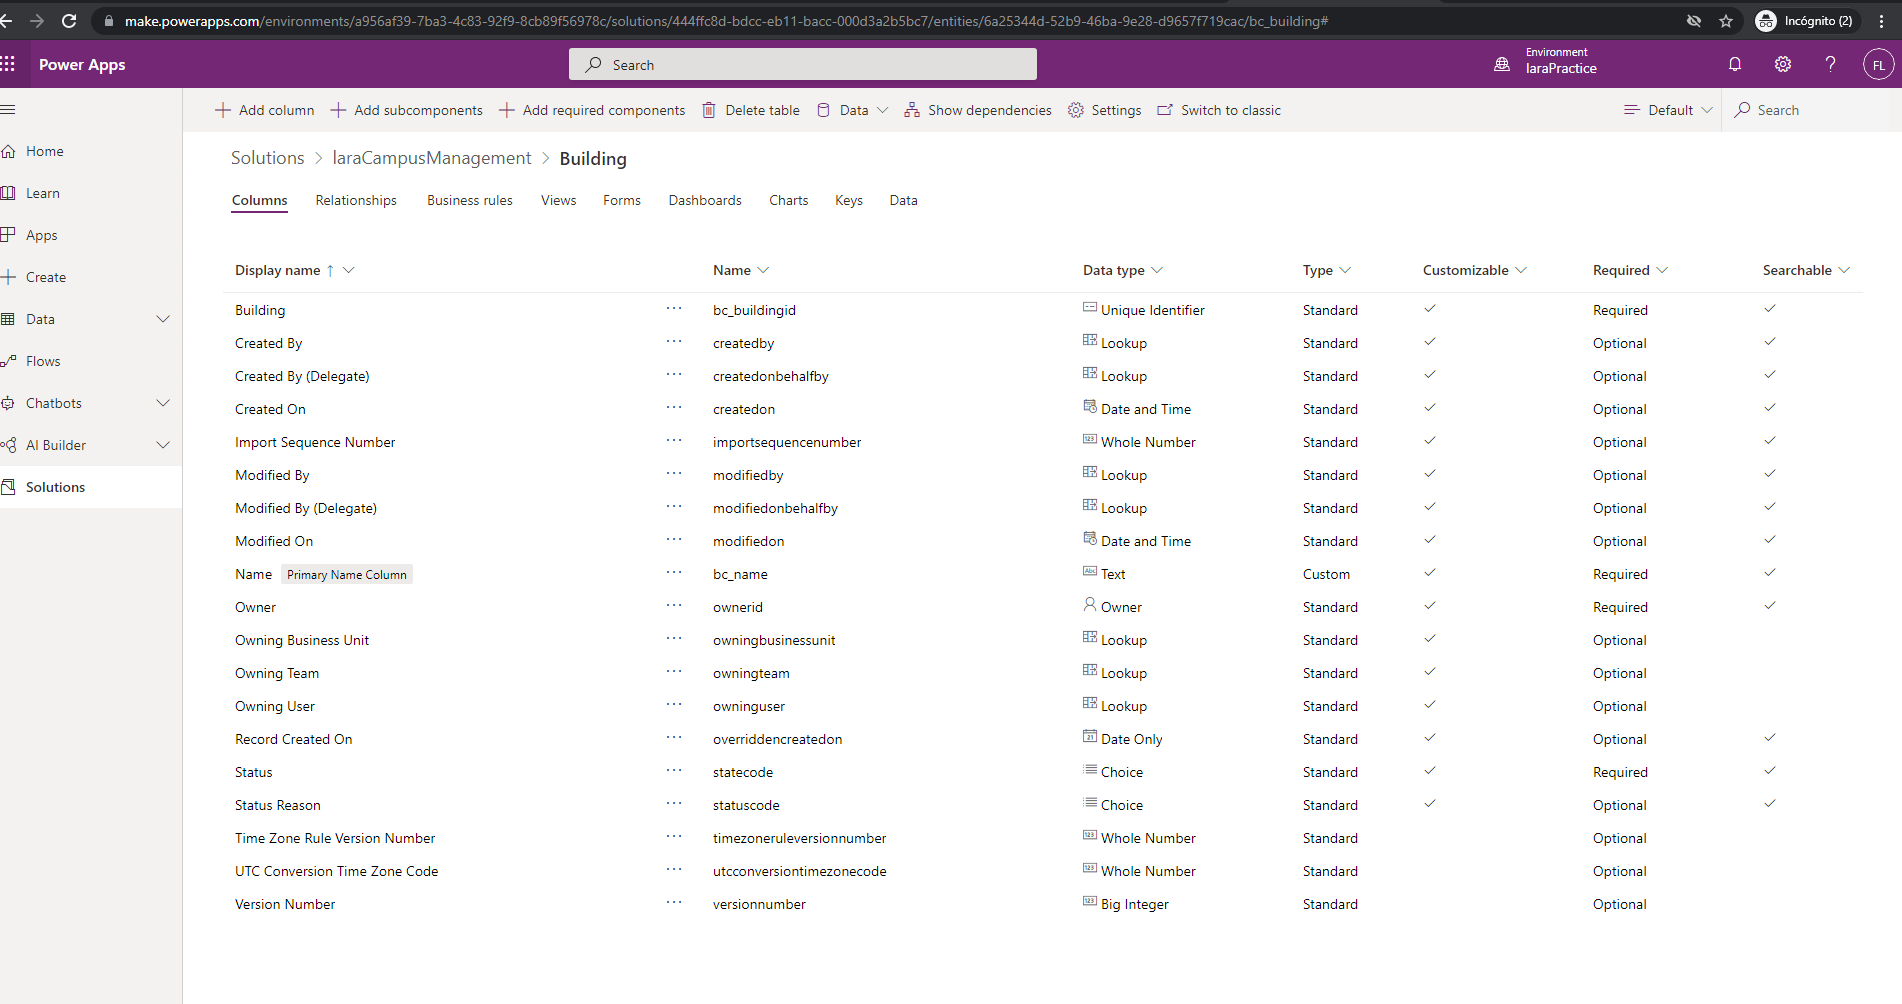 make.powerapps.com/environments/a956af39-7ba3-4c83-92f9-8cb89f56978c/solutions/444ffc8d-bdcc-eb11-bacc-000d3a2b5bc7/entities/6a25344d-52b9-46ba-9e28-d9657f719cac/bc_building# Incógnito (2)
Power Apps Search Environment laraPractice FL
Add column Add subcomponents Add required components Delete table Data Show dependencies Settings Switch to classic Default Search
Home
Learn
Apps
Create
Data
Flows
Chatbots
AI Builder
Solutions
Solutions > laraCampusManagement > Building
Columns Relationships Business rules Views Forms Dashboards Charts Keys Data
Display name ↑ Name Data type Type Customizable Required Searchable
Building ··· bc_buildingid Unique Identifier Standard ✓ Required ✓
Created By ··· createdby Lookup Standard ✓ Optional ✓
Created By (Delegate) ··· createdonbehalfby Lookup Standard ✓ Optional ✓
Created On ··· createdon Date and Time Standard ✓ Optional ✓
Import Sequence Number ··· importsequencenumber Whole Number Standard ✓ Optional ✓
Modified By ··· modifiedby Lookup Standard ✓ Optional ✓
Modified By (Delegate) ··· modifiedonbehalfby Lookup Standard ✓ Optional ✓
Modified On ··· modifiedon Date and Time Standard ✓ Optional ✓
Name Primary Name Column ··· bc_name Abc Text Custom ✓ Required ✓
Owner ··· ownerid Owner Standard ✓ Required ✓
Owning Business Unit ··· owningbusinessunit Lookup Standard ✓ Optional
Owning Team ··· owningteam Lookup Standard ✓ Optional
Owning User ··· owninguser Lookup Standard ✓ Optional
Record Created On ··· overriddencreatedon Date Only Standard ✓ Optional ✓
Status ··· statecode Choice Standard ✓ Required ✓
Status Reason ··· statuscode Choice Standard ✓ Optional ✓
Time Zone Rule Version Number ··· timezoneruleversionnumber Whole Number Standard Optional
UTC Conversion Time Zone Code ··· utcconversiontimezonecode Whole Number Standard Optional
Version Number ··· versionnumber Big Integer Standard Optional